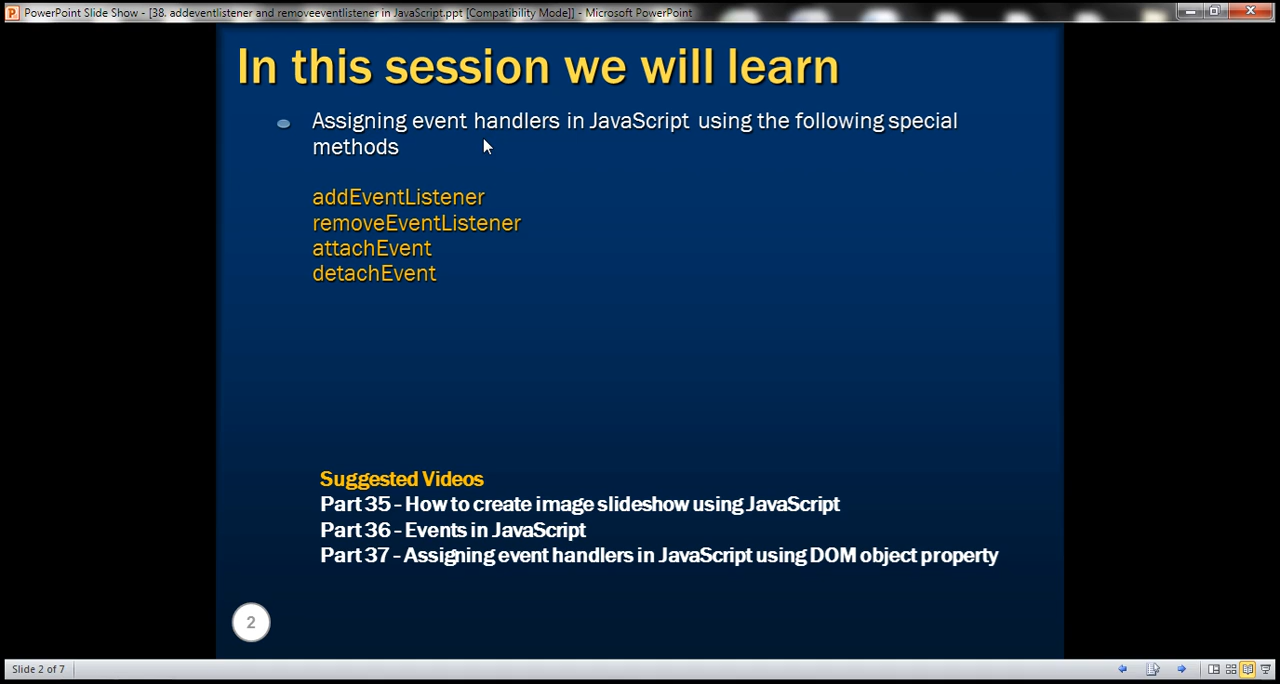 PowerPoint Slide Show - [38. addeventlistener and removeeventlistener in JavaScript.ppt [Compatibility Mode]] - Microsoft PowerPoint
In this session we will learn
Assigning event handlers in JavaScript using the following special
methods
addEventListener
removeEventListener
attachEvent
detachEvent
Suggested Videos
Part 35 - How to create image slideshow using JavaScript
Part 36 - Events in JavaScript
Part 37 - Assigning event handlers in JavaScript using DOM object property
2
Slide 2 of 7